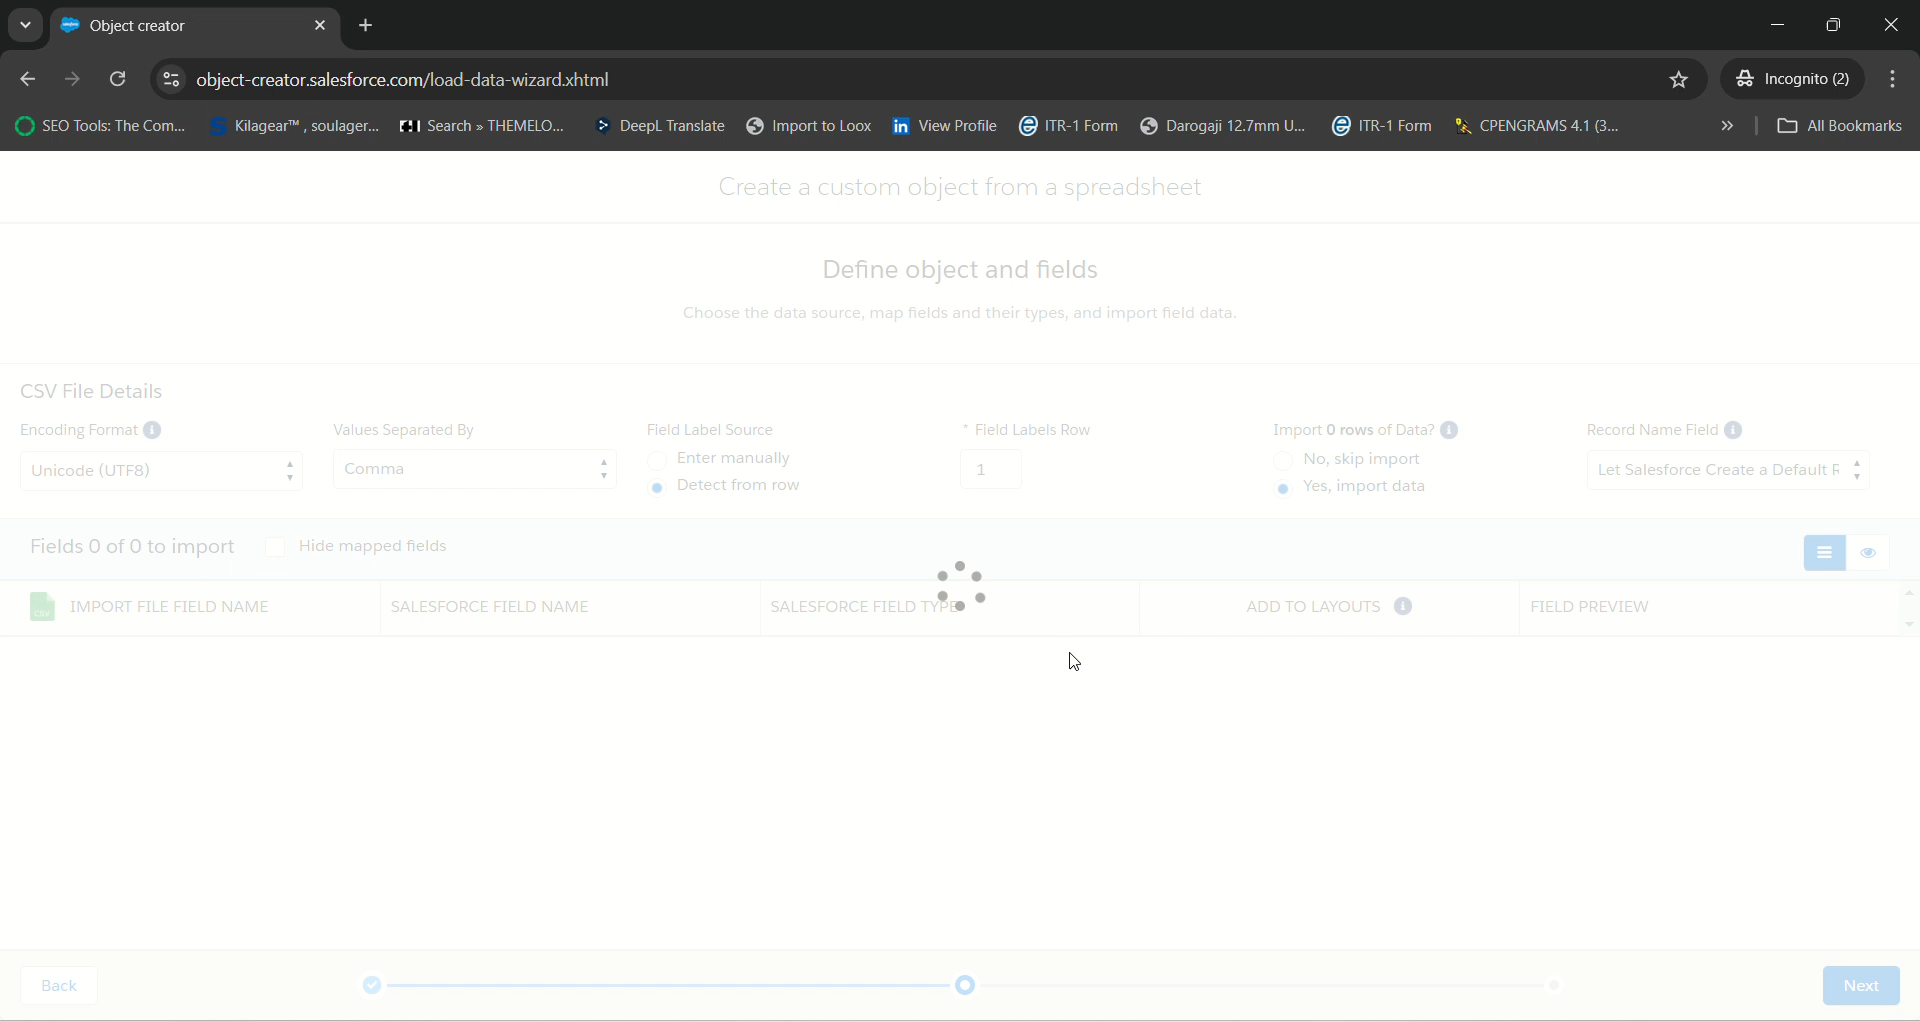 Object creator
object-creator.salesforce.com/load-data-wizard.xhtml
Incognito (2)
SEO Tools: The Com...
Kilagear™ , soulager...
Search » THEMELO...
DeepL Translate
Import to Loox
View Profile
ITR-1 Form
Darogaji 12.7mm U...
ITR-1 Form
CPENGRAMS 4.1 (3...
All Bookmarks
Create a custom object from a spreadsheet
Define object and fields
Choose the data source, map fields and their types, and import field data.
CSV File Details
Encoding Format
Values Separated By
Field Label Source
* Field Labels Row
Import 0 rows of Data?
Record Name Field
Unicode (UTF8)
Comma
Enter manually
Detect from row
1
No, skip import
Yes, import data
Let Salesforce Create a Default R
Fields 0 of 0 to import
Hide mapped fields
CSV
IMPORT FILE FIELD NAME
SALESFORCE FIELD NAME
SALESFORCE FIELD TYPE
ADD TO LAYOUTS
FIELD PREVIEW
Back
Next